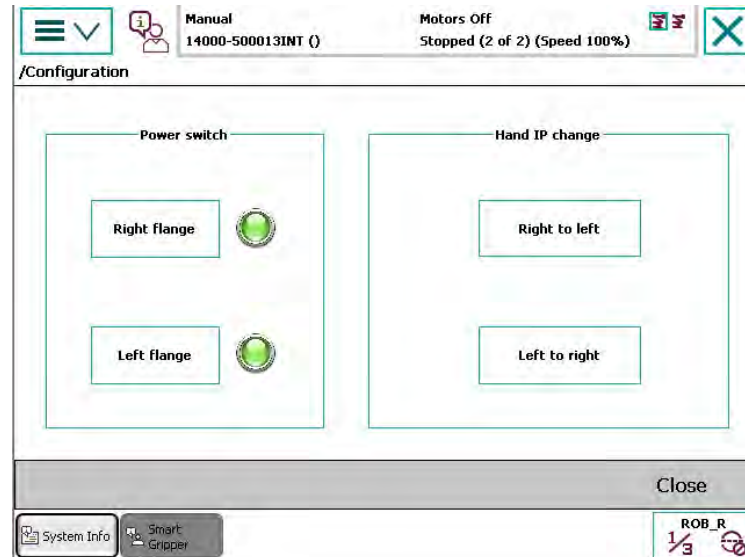 Manual
Motors Off
14000-500013INT ()
Stopped (2 of 2) (Speed 100%)
/Configuration
Power switch
Hand IP change
Right flange
Right to left
Left flange
Left to right
Close
System Info
Smart
Gripper
ROB_R
1/3